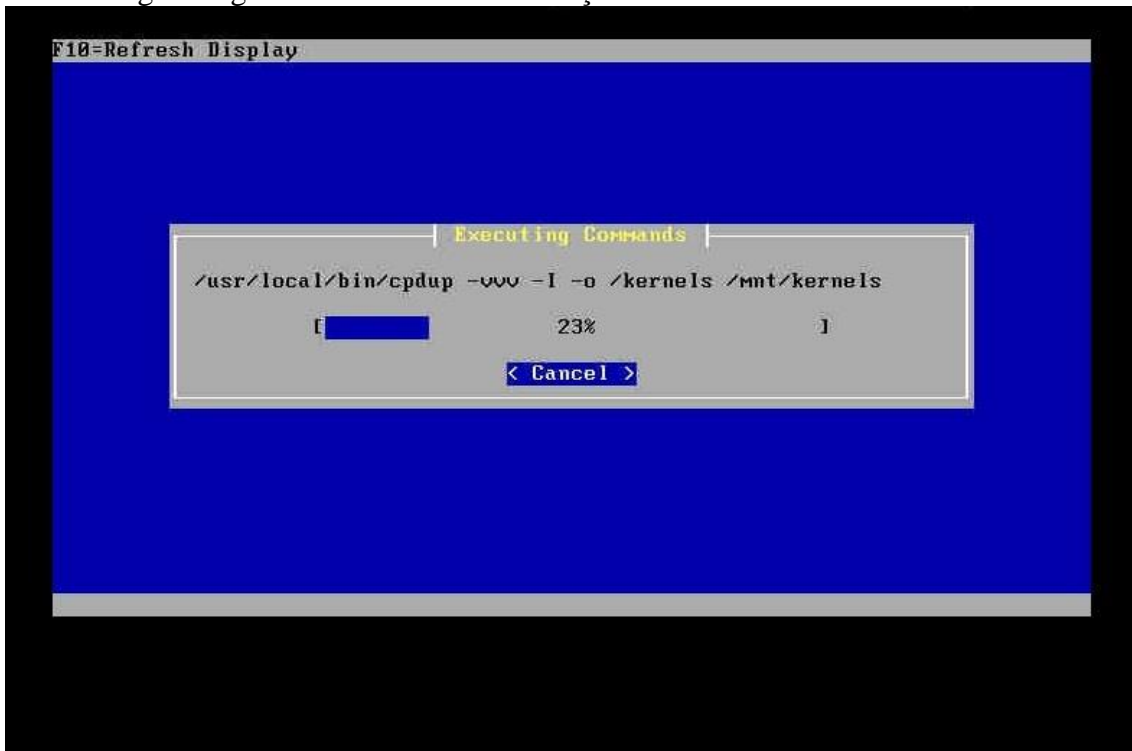 F10=Refresh Display
Executing Commands
/usr/local/bin/cpdup -vvv -I -o /kernels /mnt/kernels
[ 23% ]
< Cancel >